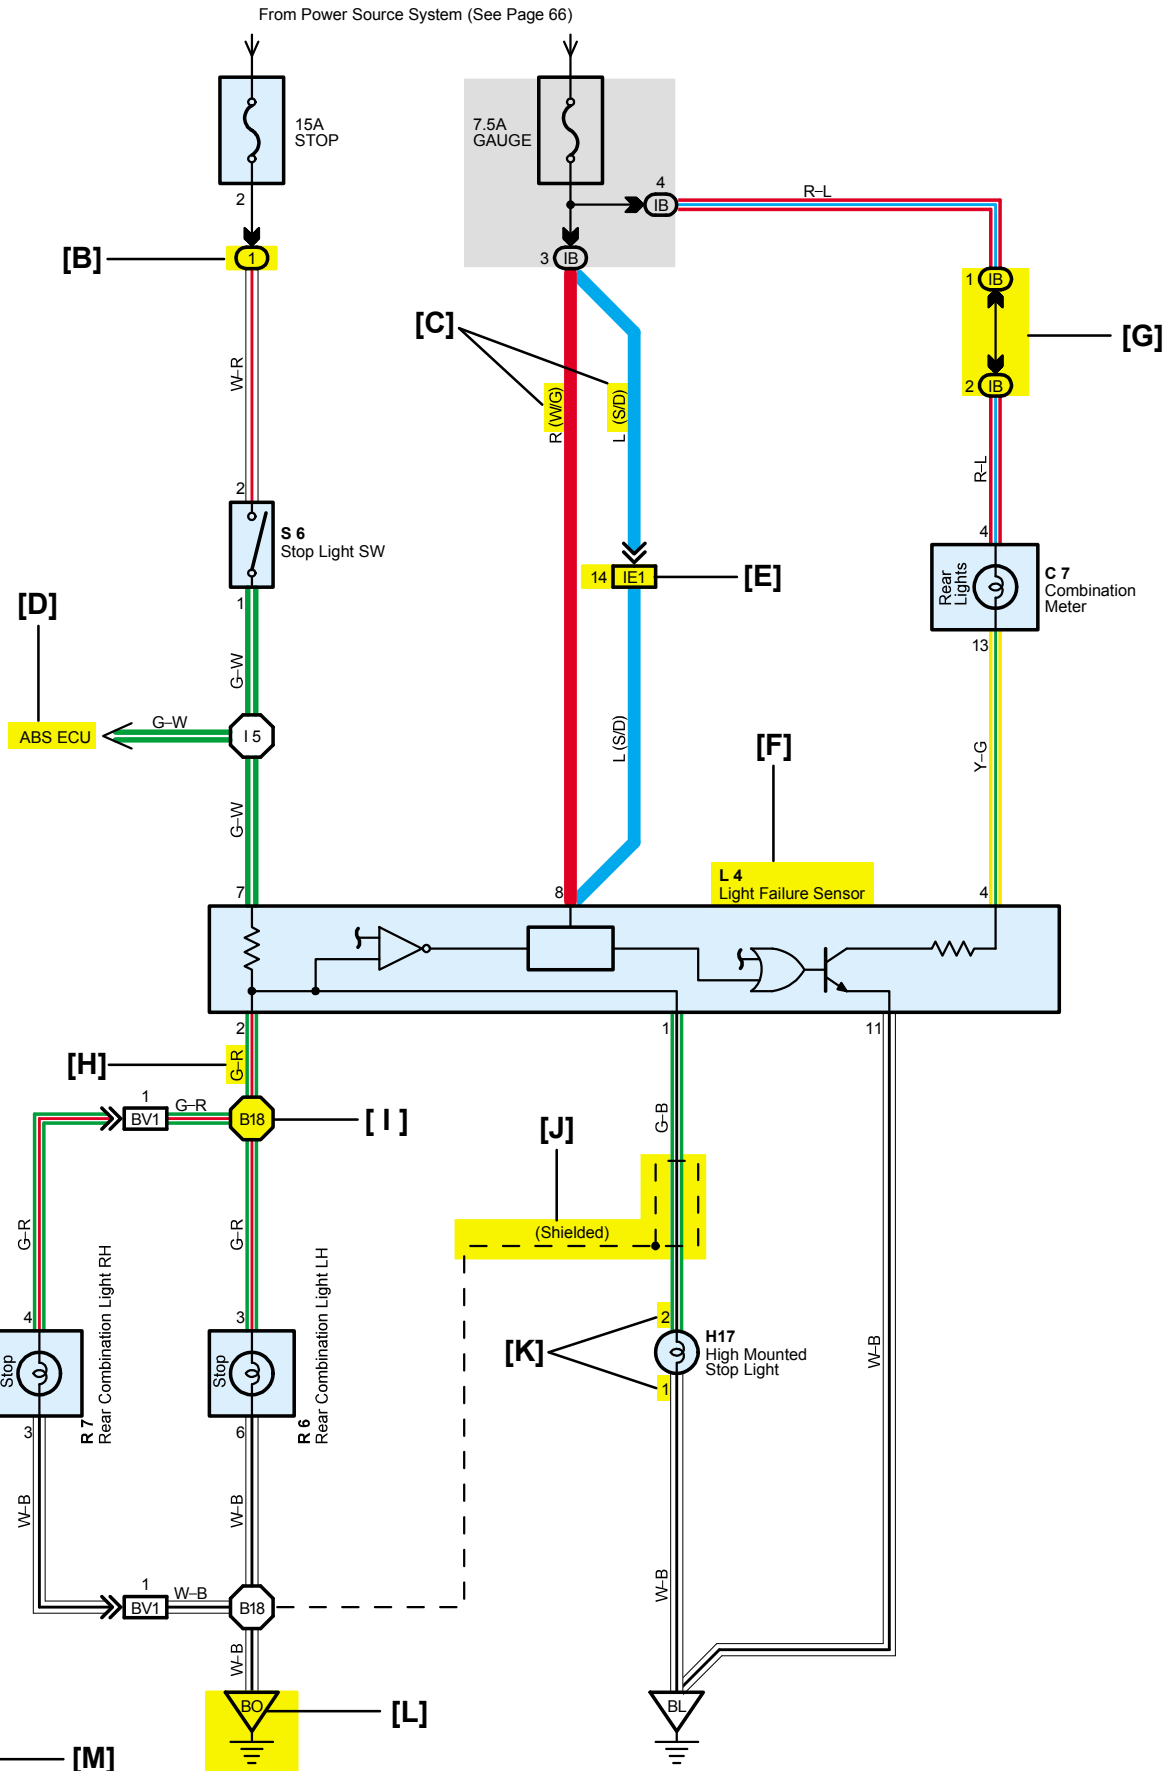 From Power Source System (See Page 66)
15A
STOP
7.5A
GAUGE
2
4
IB
R–L
[B]
1
3 IB
1 IB
[C]
[G]
W–R
R (W/G)
L (S/D)
2 IB
R–L
2
S 6
Stop Light SW
4
Rear
Lights
C 7
Combination
Meter
14 IE1
[E]
[D]
1
13
G–W
ABS ECU
G–W
I 5
L (S/D)
[F]
Y–G
G–W
L 4
Light Failure Sensor
7
8
4
2
1
11
[H]
G–R
1
BV1
G–R
B18
[ I ]
G–B
[J]
(Shielded)
G–R
G–R
4
3
2
Stop
R 7
Rear Combination Light RH
Stop
R 6
Rear Combination Light LH
[K]
H17
High Mounted
Stop Light
W–B
1
3
6
W–B
W–B
W–B
1
BV1
W–B
B18
W–B
BO
[L]
BL
[M]